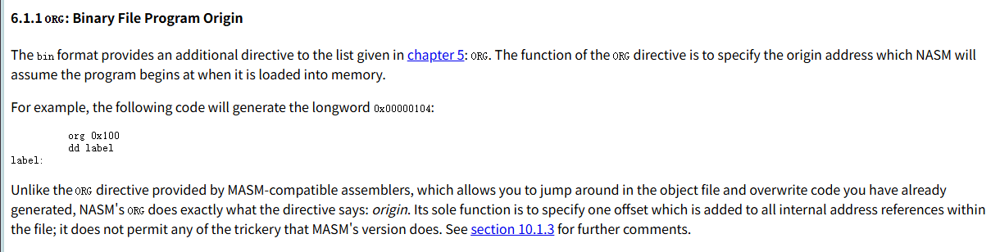 6.1.1 ORG: Binary File Program Origin
The bin format provides an additional directive to the list given in chapter 5: ORG. The function of the ORG directive is to specify the origin address which NASM will
assume the program begins at when it is loaded into memory.
For example, the following code will generate the longword 0x00000104:
org 0x100
dd label
label:
Unlike the ORG directive provided by MASM-compatible assemblers, which allows you to jump around in the object file and overwrite code you have already
generated, NASM's ORG does exactly what the directive says: origin. Its sole function is to specify one offset which is added to all internal address references within
the file; it does not permit any of the trickery that MASM's version does. See section 10.1.3 for further comments.